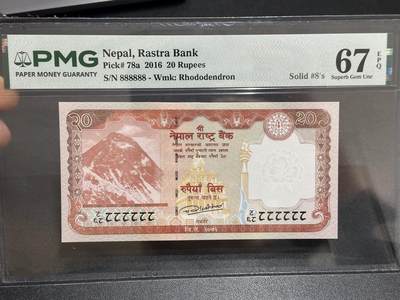 PMG
PAPER MONEY GUARANTY
Nepal, Rastra Bank
Pick# 78a 2016 20 Rupees
S/N 888888 - Wmk: Rhododendron
Solid #8's
67 EPQ
Superb Gem Unc
२० २०
श्री
नेपाल राष्ट्र बैंक
रुपैयाँ बिस
८८८८८८
८८८८८८